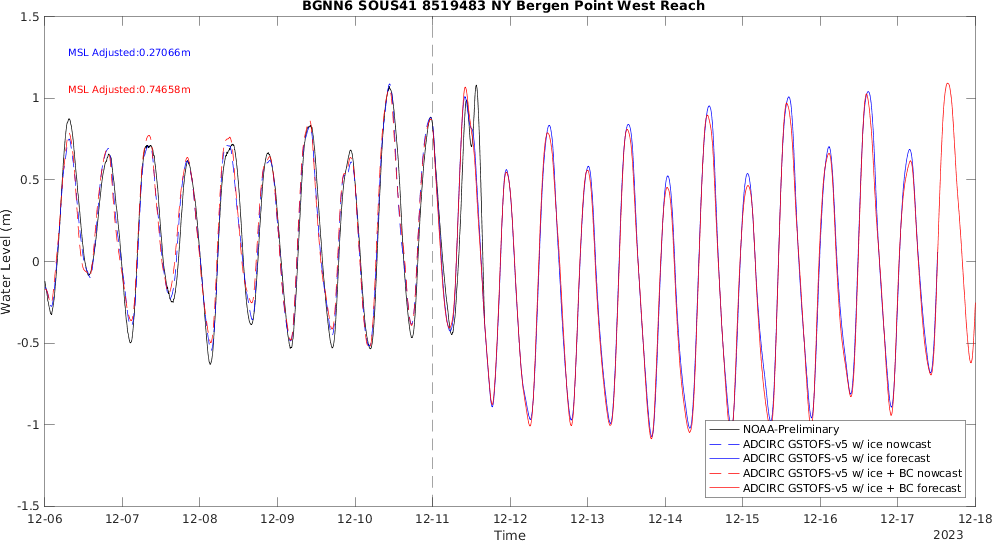 BGNN6 SOUS41 8519483 NY Bergen Point West Reach
MSL Adjusted:0.27066m
MSL Adjusted:0.74658m
Water Level (m)
1.5
1
0.5
0
-0.5
-1
-1.5
NOAA-Preliminary
ADCIRC GSTOFS-v5 w/ ice nowcast
ADCIRC GSTOFS-v5 w/ ice forecast
ADCIRC GSTOFS-v5 w/ ice + BC nowcast
ADCIRC GSTOFS-v5 w/ ice + BC forecast
12-06 12-07 12-08 12-09 12-10 12-11 12-12 12-13 12-14 12-15 12-16 12-17 12-18
Time
2023